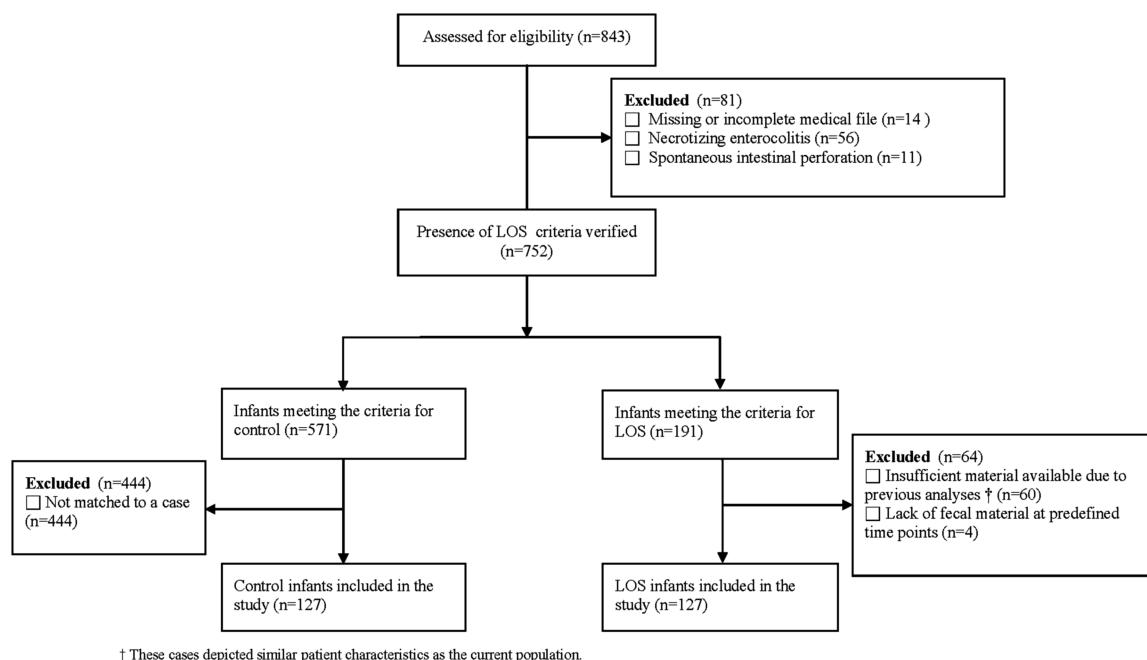 Assessed for eligibility (n=843)
Excluded (n=81)
☐ Missing or incomplete medical file (n=14 )
☐ Necrotizing enterocolitis (n=56)
☐ Spontaneous intestinal perforation (n=11)
Presence of LOS criteria verified
(n=752)
Infants meeting the criteria for
control (n=571)
Infants meeting the criteria for
LOS (n=191)
Excluded (n=444)
☐ Not matched to a case
(n=444)
Excluded (n=64)
☐ Insufficient material available due to
previous analyses † (n=60)
☐ Lack of fecal material at predefined
time points (n=4)
Control infants included in the
study (n=127)
LOS infants included in the
study (n=127)
† These cases depicted similar patient characteristics as the current population.